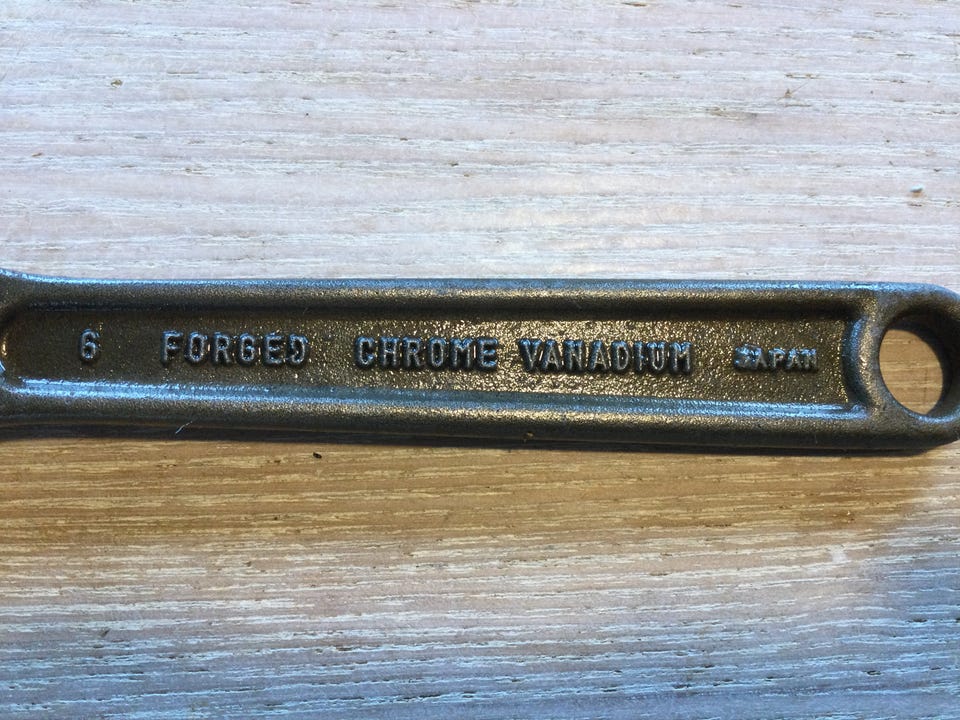 6 FORGED CHROME VANADIUM JAPAN